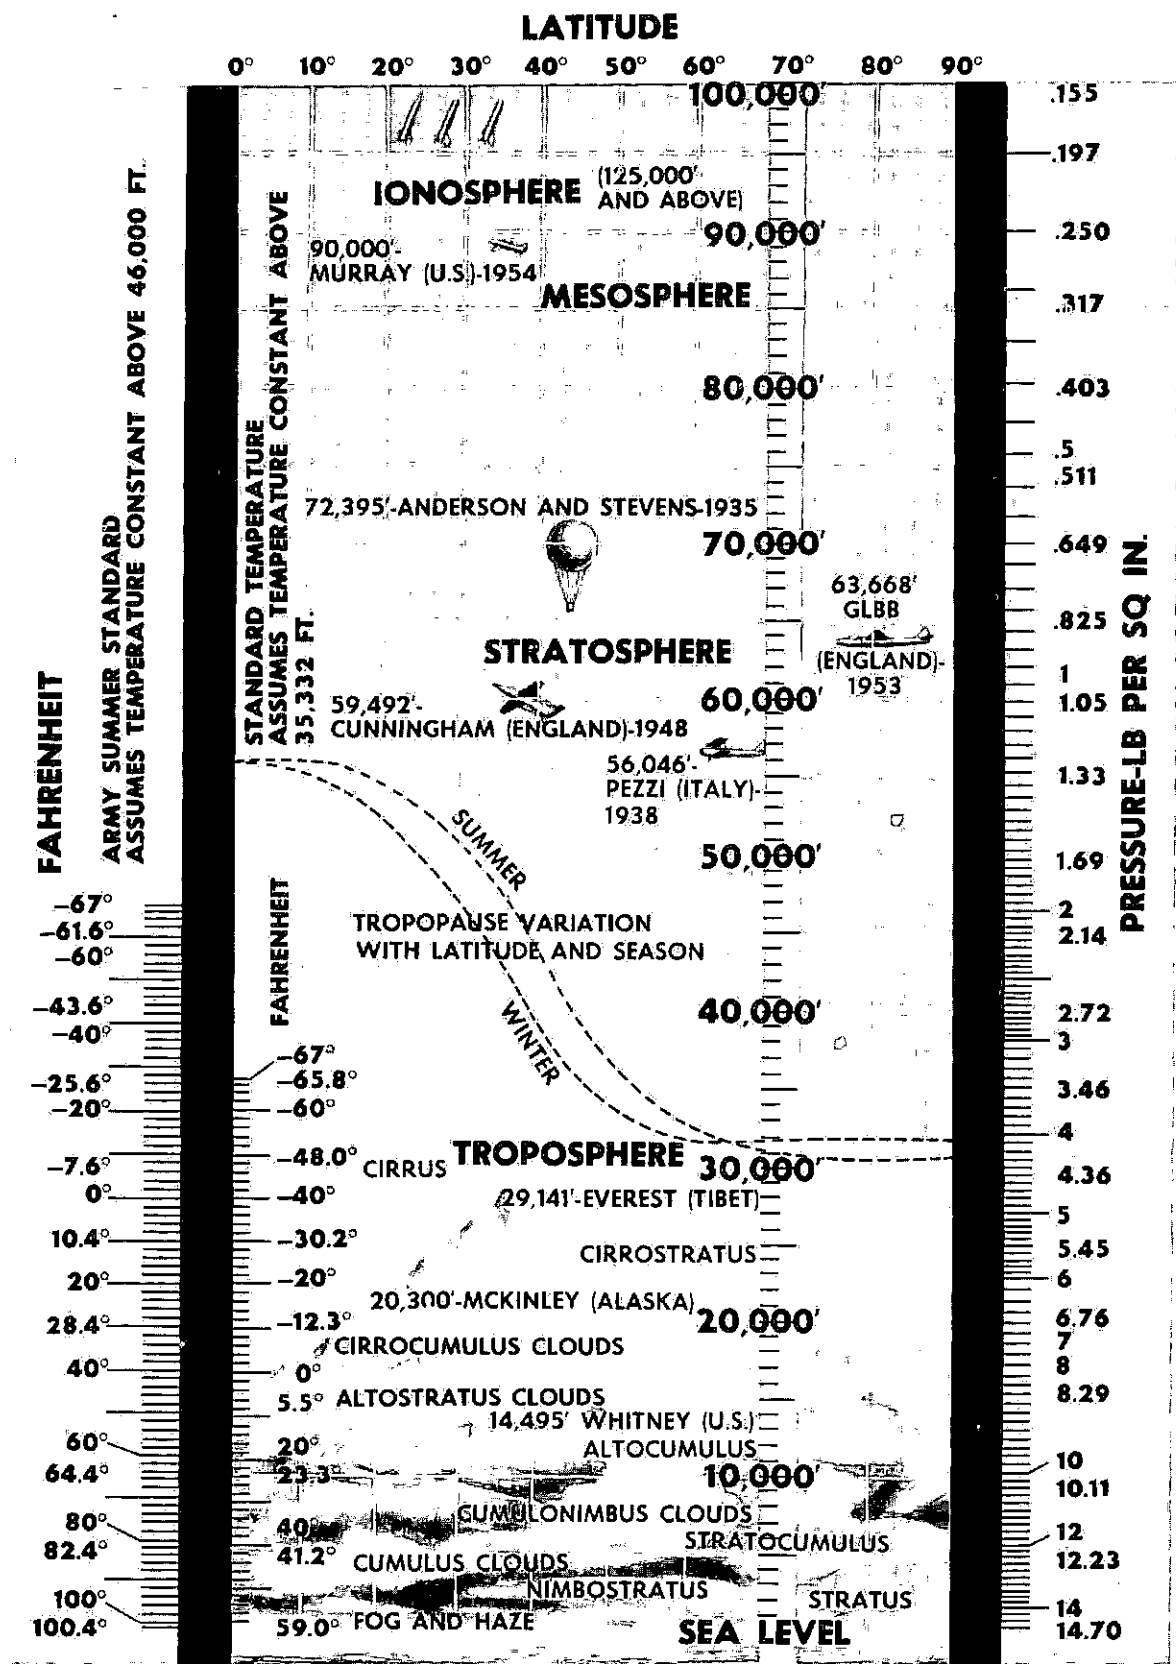 LATITUDE
0° 10° 20° 30° 40° 50° 60° 70° 80° 90°
100,000'
IONOSPHERE (125,000' AND ABOVE)
90,000'
90,000'-
MURRAY (U.S.)-1954
MESOSPHERE
80,000'
72,395'-ANDERSON AND STEVENS-1935
70,000'
63,668'
GLBB
(ENGLAND)-
1953
STRATOSPHERE
60,000'
59,492'-
CUNNINGHAM (ENGLAND)-1948
56,046'-
PEZZI (ITALY)-
1938
SUMMER
50,000'
TROPOPAUSE VARIATION
WITH LATITUDE AND SEASON
40,000'
WINTER
TROPOSPHERE
CIRRUS
30,000'
29,141'-EVEREST (TIBET)
CIRROSTRATUS
20,300'-MCKINLEY (ALASKA)
20,000'
CIRROCUMULUS CLOUDS
ALTOSTRATUS CLOUDS
14,495' WHITNEY (U.S.)
ALTOCUMULUS
10,000'
CUMULONIMBUS CLOUDS
STRATOCUMULUS
CUMULUS CLOUDS
NIMBOSTRATUS
STRATUS
FOG AND HAZE
SEA LEVEL
FAHRENHEIT
ARMY SUMMER STANDARD
ASSUMES TEMPERATURE CONSTANT ABOVE 46,000 FT.
-67°
-61.6°
-60°
-43.6°
-40°
-25.6°
-20°
-7.6°
0°
10.4°
20°
28.4°
40°
60°
64.4°
80°
82.4°
100°
100.4°
STANDARD TEMPERATURE
ASSUMES TEMPERATURE CONSTANT ABOVE
35,332 FT.
FAHRENHEIT
-67°
-65.8°
-60°
-48.0°
-40°
-30.2°
-20°
-12.3°
0°
5.5°
20°
23.3
40°
41.2°
59.0°
PRESSURE-LB PER SQ IN.
.155
.197
.250
.317
.403
.5
.511
.649
.825
1
1.05
1.33
1.69
2
2.14
2.72
3
3.46
4
4.36
5
5.45
6
6.76
7
8
8.29
10
10.11
12
12.23
14
14.70